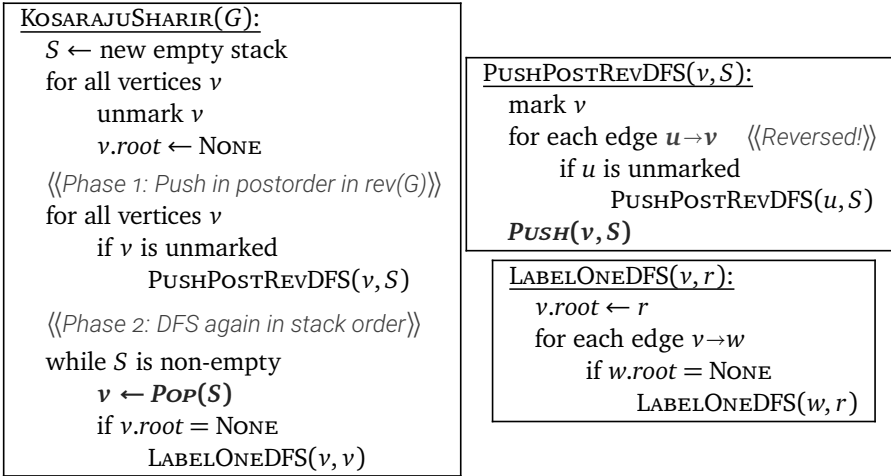 KOSARAJUSHARIR(G):
S ← new empty stack
for all vertices v
unmark v
v.root ← NONE
⟨⟨Phase 1: Push in postorder in rev(G)⟩⟩
for all vertices v
if v is unmarked
PUSHPOSTREVDFS(v, S)
⟨⟨Phase 2: DFS again in stack order⟩⟩
while S is non-empty
v ← POP(S)
if v.root = NONE
LABELONEDFS(v, v)
PUSHPOSTREVDFS(v, S):
mark v
for each edge u→v ⟨⟨Reversed!⟩⟩
if u is unmarked
PUSHPOSTREVDFS(u, S)
PUSH(v, S)
LABELONEDFS(v, r):
v.root ← r
for each edge v→w
if w.root = NONE
LABELONEDFS(w, r)